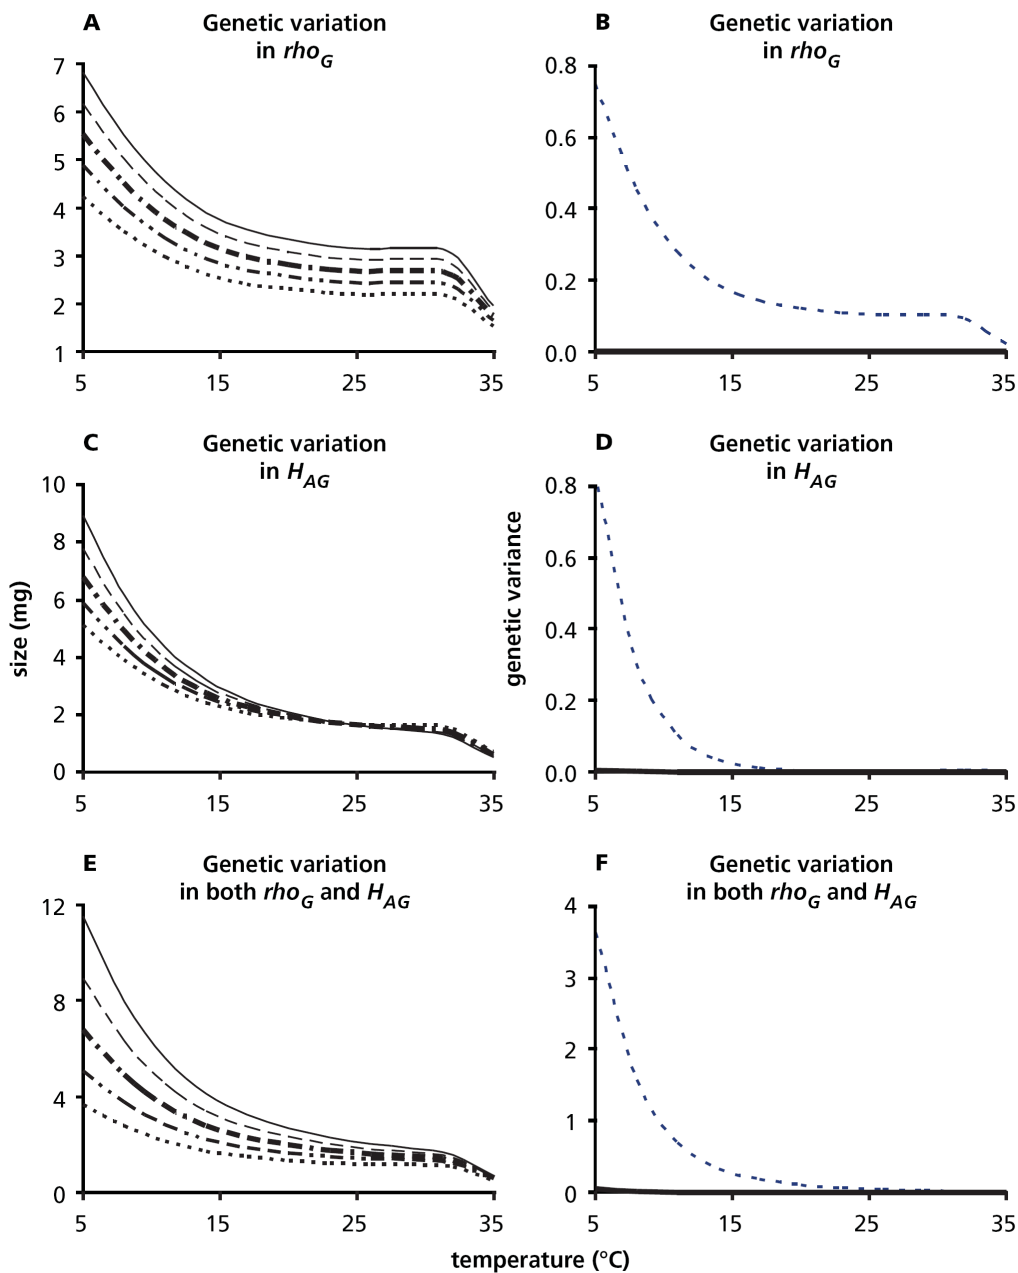 A
Genetic variation
in rhoG
7
6
5
4
3
2
1
5
15
25
35
B
Genetic variation
in rhoG
0.8
0.6
0.4
0.2
0.0
5
15
25
35
C
Genetic variation
in HAG
10
8
6
4
2
0
5
15
25
35
size (mg)
D
Genetic variation
in HAG
0.8
0.6
0.4
0.2
0.0
5
15
25
35
genetic variance
E
Genetic variation
in both rhoG and HAG
12
8
4
0
5
15
25
35
F
Genetic variation
in both rhoG and HAG
4
3
2
1
0
5
15
25
35
temperature (°C)